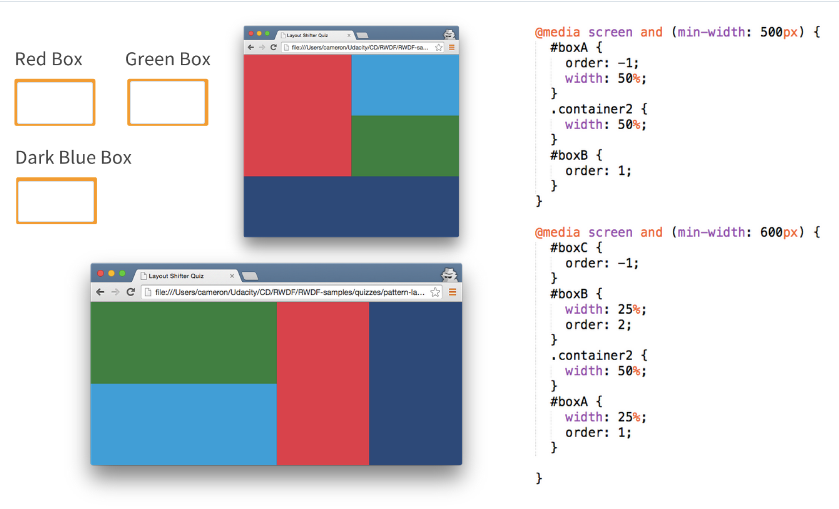 Red Box
Green Box
Dark Blue Box
Layout Shifter Quiz
file:///Users/cameron/Udacity/CD/RWDF/RWDF-sa...
Layout Shifter Quiz
file:///Users/cameron/Udacity/CD/RWDF/RWDF-samples/quizzes/pattern-la...
@media screen and (min-width: 500px) {
#boxA {
order: -1;
width: 50%;
}
.container2 {
width: 50%;
}
#boxB {
order: 1;
}
}
@media screen and (min-width: 600px) {
#boxC {
order: -1;
}
#boxB {
width: 25%;
order: 2;
}
.container2 {
width: 50%;
}
#boxA {
width: 25%;
order: 1;
}
}